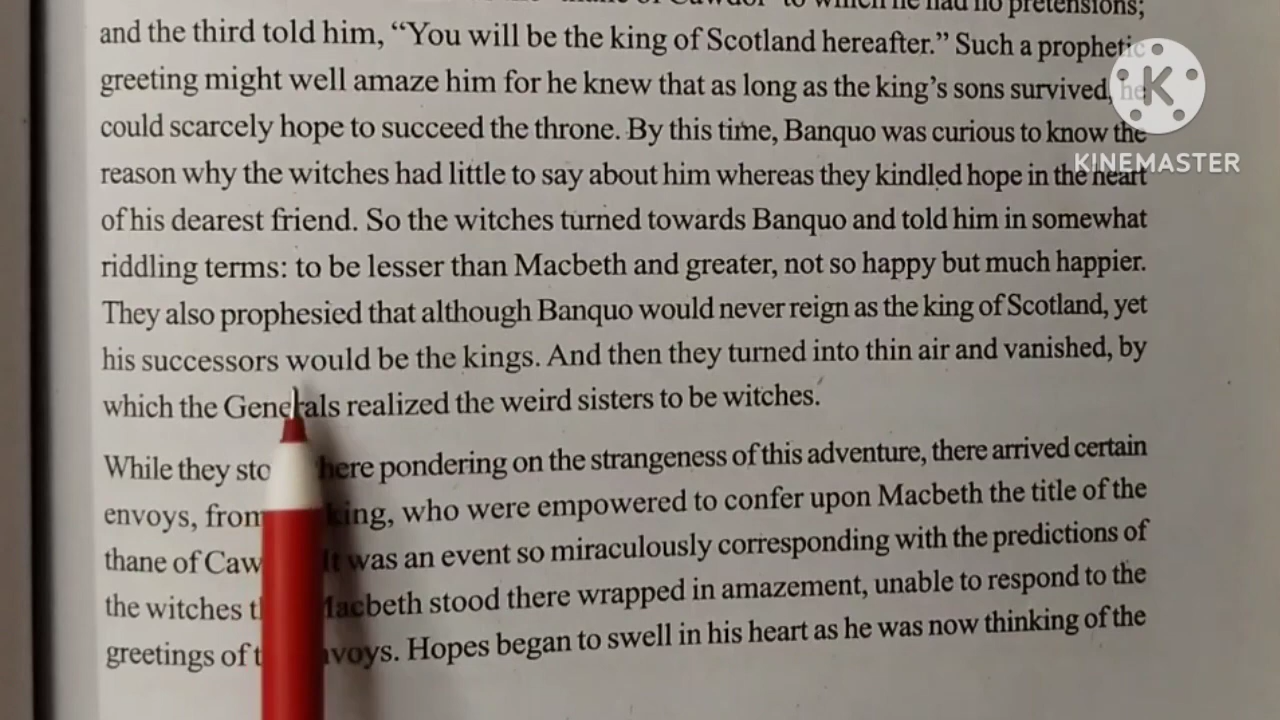 and the third told him, “You will be the king of Scotland hereafter.” Such a prophetic
greeting might well amaze him for he knew that as long as the king’s sons survived, he
could scarcely hope to succeed the throne. By this time, Banquo was curious to know the
reason why the witches had little to say about him whereas they kindled hope in the heart
of his dearest friend. So the witches turned towards Banquo and told him in somewhat
riddling terms: to be lesser than Macbeth and greater, not so happy but much happier.
They also prophesied that although Banquo would never reign as the king of Scotland, yet
his successors would be the kings. And then they turned into thin air and vanished, by
which the Generals realized the weird sisters to be witches.
While they pondering on the strangeness of this adventure, there arrived certain
envoys, king, who were empowered to confer upon Macbeth the title of the
thane of It was an event so miraculously corresponding with the predictions of
the witches Macbeth stood there wrapped in amazement, unable to respond to the
greetings of envoys. Hopes began to swell in his heart as he was now thinking of the
K
KINEMASTER